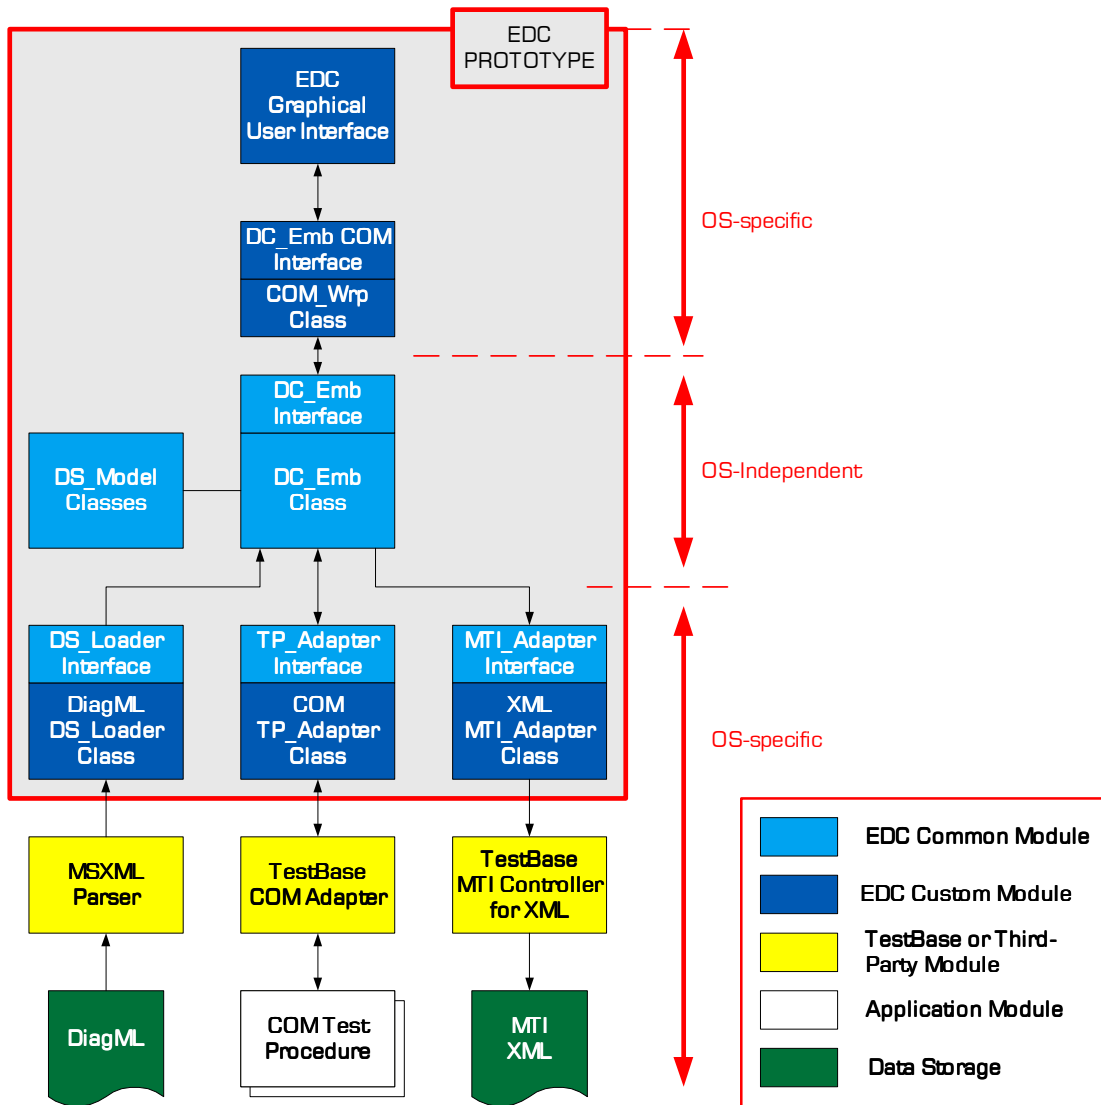 EDC
PROTOTYPE
EDC
Graphical
User Interface
DC_Emb COM
Interface
COM_Wrp
Class
OS-specific
DC_Emb
Interface
DS_Model
Classes
DC_Emb
Class
OS-Independent
DS_Loader
Interface
DiagML
DS_Loader
Class
TP_Adapter
Interface
COM
TP_Adapter
Class
MTI_Adapter
Interface
XML
MTI_Adapter
Class
OS-specific
MSXML
Parser
TestBase
COM Adapter
TestBase
MTI Controller
for XML
DiagML
COM Test
Procedure
MTI
XML
EDC Common Module
EDC Custom Module
TestBase or Third-
Party Module
Application Module
Data Storage